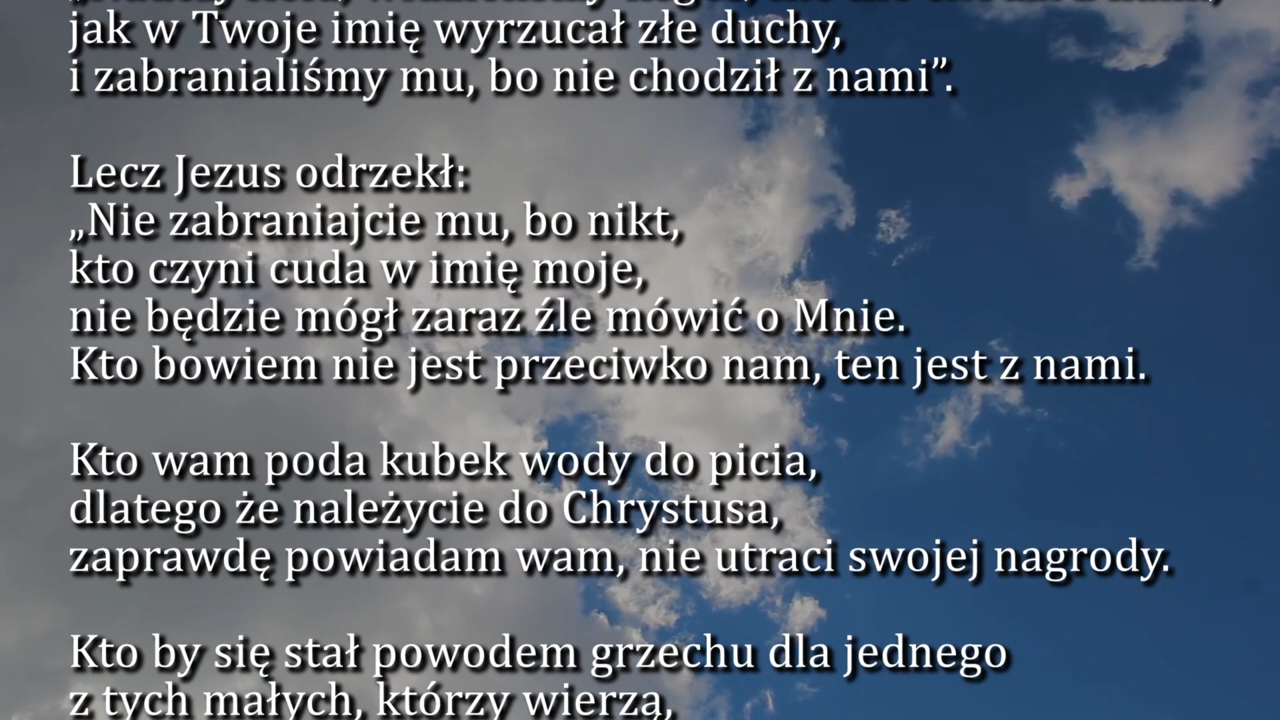 jak w Twoje imię wyrzucał złe duchy,
i zabranialiśmy mu, bo nie chodził z nami”.
Lecz Jezus odrzekł:
„Nie zabraniajcie mu, bo nikt,
kto czyni cuda w imię moje,
nie będzie mógł zaraz źle mówić o Mnie.
Kto bowiem nie jest przeciwko nam, ten jest z nami.
Kto wam poda kubek wody do picia,
dlatego że należycie do Chrystusa,
zaprawdę powiadam wam, nie utraci swojej nagrody.
Kto by się stał powodem grzechu dla jednego
z tych małych, którzy wierzą,